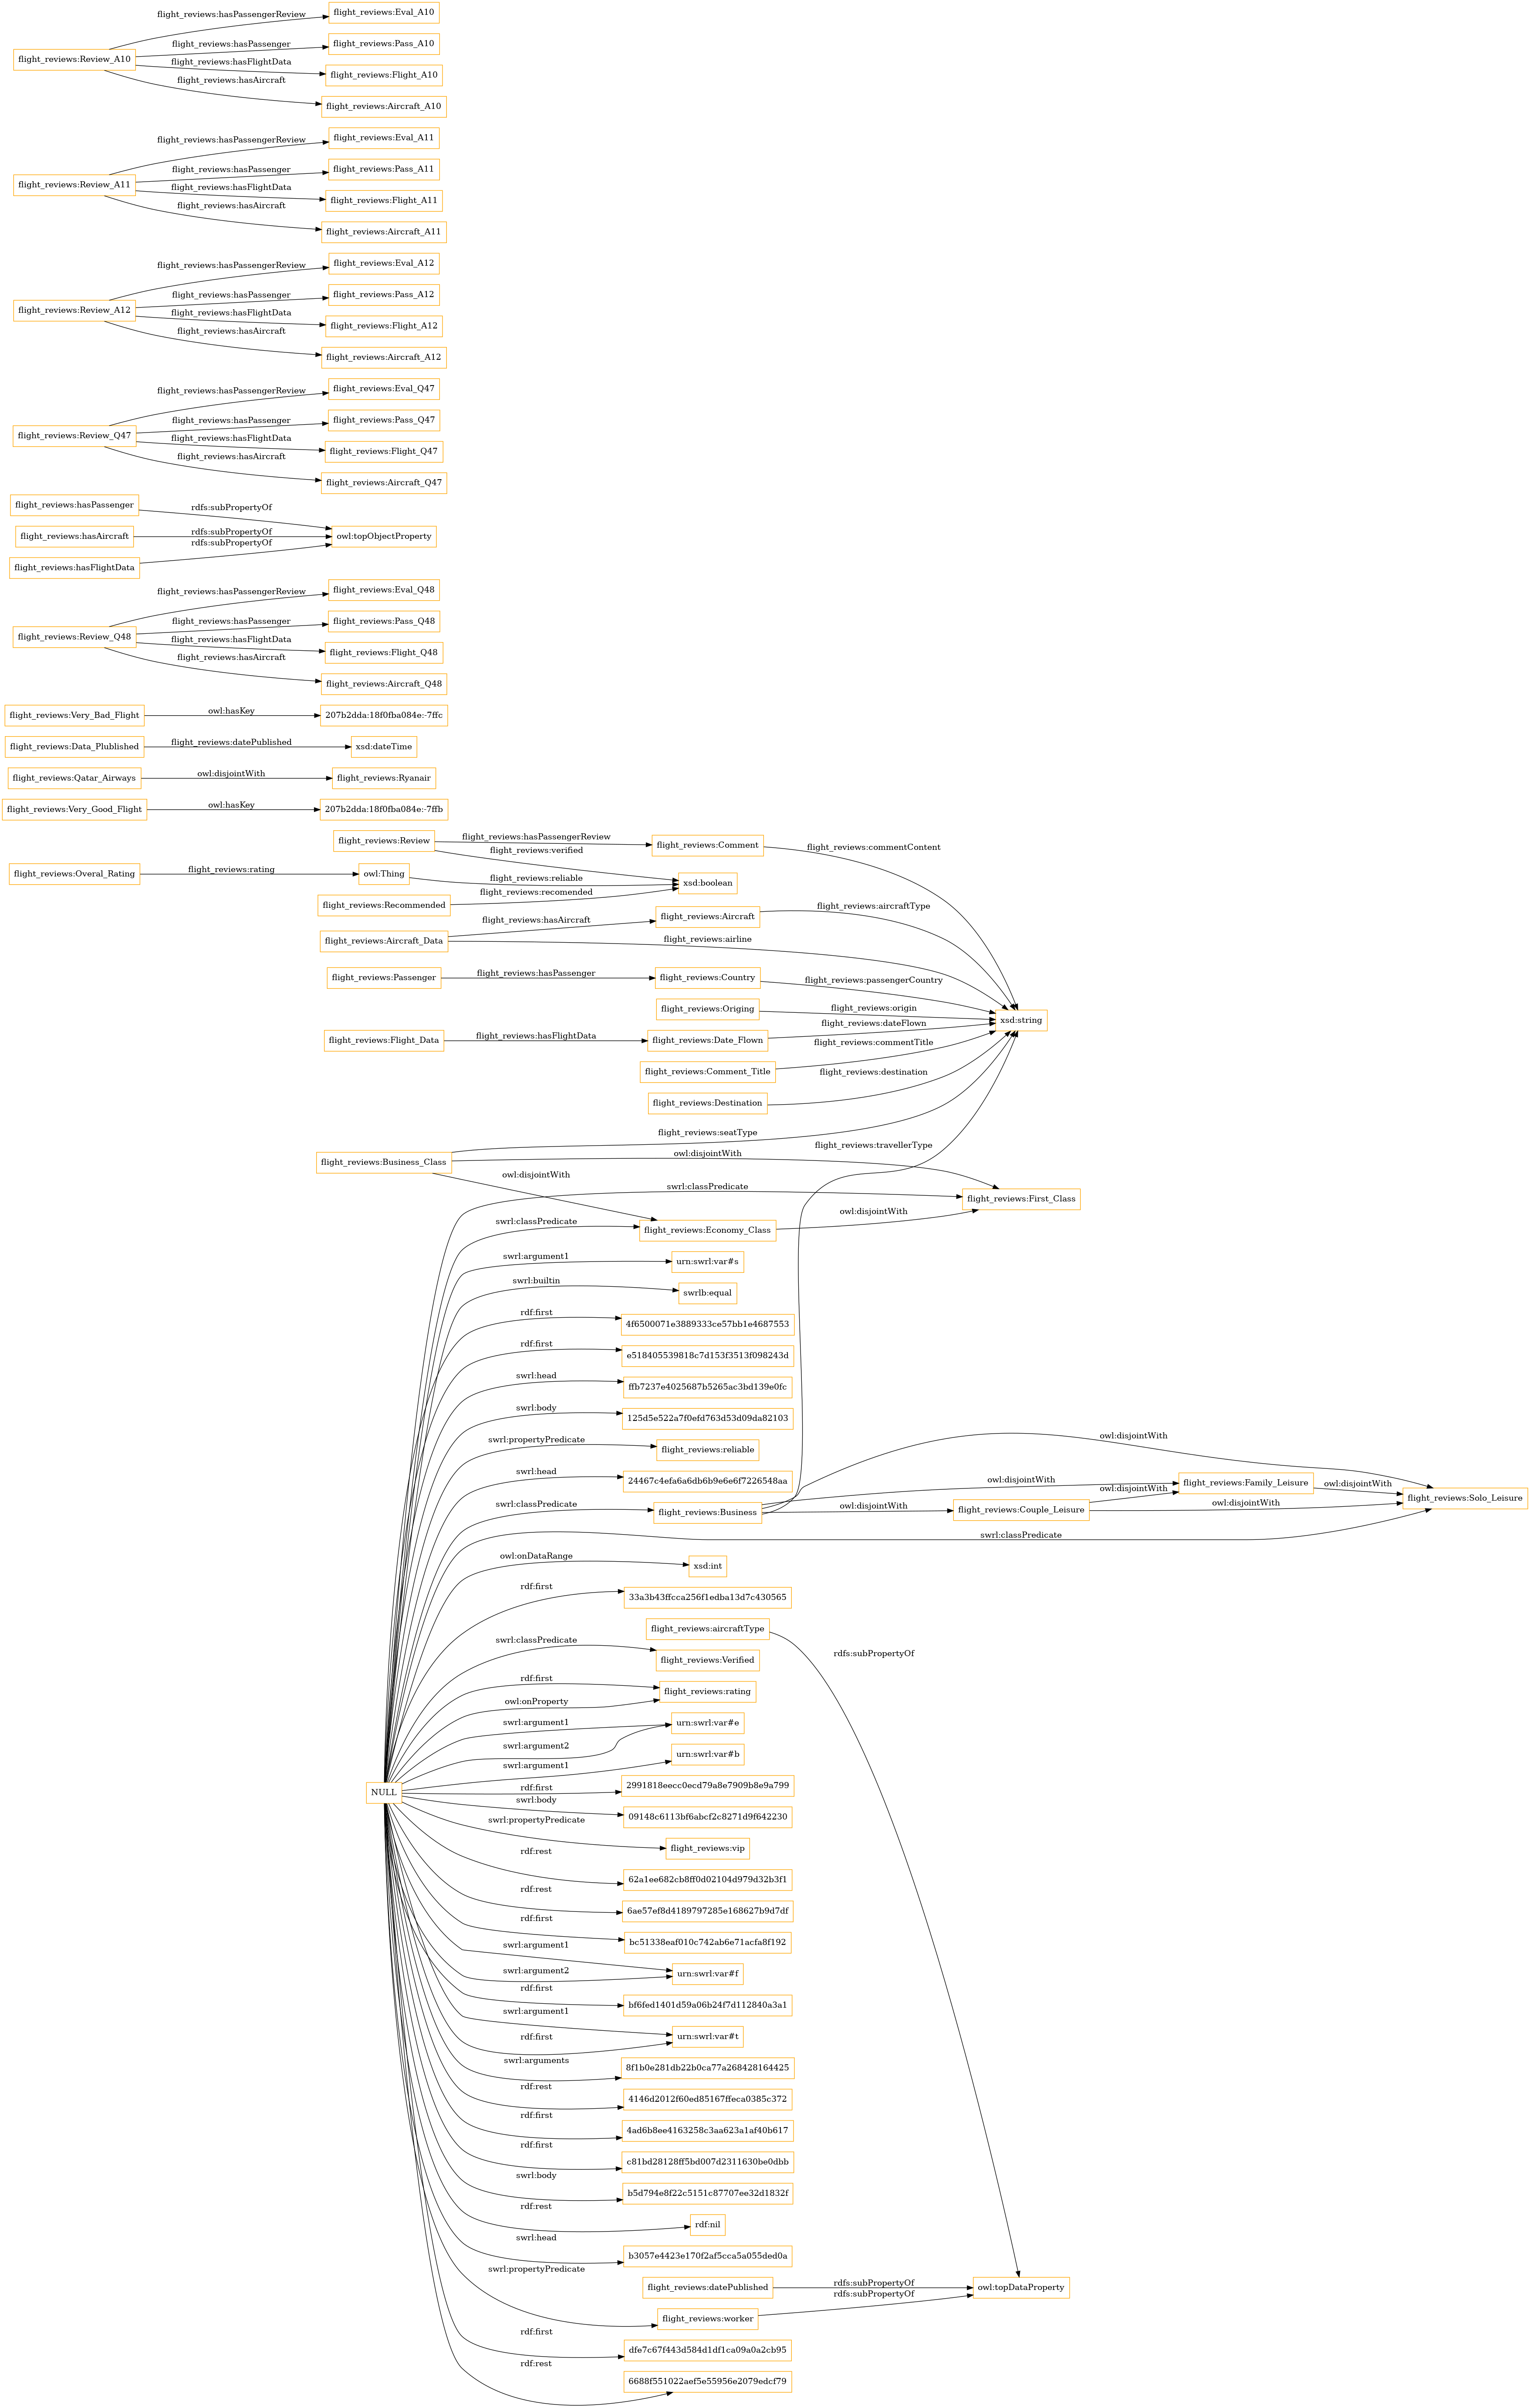 flight_reviews:Eval_A10
flight_reviews:hasPassengerReview
flight_reviews:Pass_A10
flight_reviews:hasPassenger
flight_reviews:Review_A10
flight_reviews:hasFlightData
flight_reviews:Flight_A10
flight_reviews:hasAircraft
flight_reviews:Aircraft_A10
flight_reviews:Eval_A11
flight_reviews:hasPassengerReview
flight_reviews:Pass_A11
flight_reviews:hasPassenger
flight_reviews:Review_A11
flight_reviews:hasFlightData
flight_reviews:Flight_A11
flight_reviews:hasAircraft
flight_reviews:Aircraft_A11
flight_reviews:Eval_A12
flight_reviews:hasPassengerReview
flight_reviews:Pass_A12
flight_reviews:hasPassenger
flight_reviews:Review_A12
flight_reviews:hasFlightData
flight_reviews:Flight_A12
flight_reviews:hasAircraft
flight_reviews:Aircraft_A12
flight_reviews:Eval_Q47
flight_reviews:hasPassengerReview
flight_reviews:Pass_Q47
flight_reviews:hasPassenger
flight_reviews:Review_Q47
flight_reviews:hasFlightData
flight_reviews:Flight_Q47
flight_reviews:hasAircraft
flight_reviews:Aircraft_Q47
flight_reviews:hasPassenger
rdfs:subPropertyOf
flight_reviews:hasAircraft
rdfs:subPropertyOf
owl:topObjectProperty
rdfs:subPropertyOf
flight_reviews:hasFlightData
flight_reviews:Eval_Q48
flight_reviews:hasPassengerReview
flight_reviews:Pass_Q48
flight_reviews:hasPassenger
flight_reviews:Review_Q48
flight_reviews:hasFlightData
flight_reviews:Flight_Q48
flight_reviews:hasAircraft
flight_reviews:Aircraft_Q48
flight_reviews:Very_Bad_Flight
owl:hasKey
207b2dda:18f0fba084e:-7ffc
flight_reviews:Data_Plublished
flight_reviews:datePublished
xsd:dateTime
flight_reviews:Qatar_Airways
owl:disjointWith
flight_reviews:Ryanair
flight_reviews:Very_Good_Flight
owl:hasKey
207b2dda:18f0fba084e:-7ffb
flight_reviews:Review
flight_reviews:hasPassengerReview
flight_reviews:Comment
flight_reviews:commentContent
flight_reviews:verified
flight_reviews:Overal_Rating
flight_reviews:rating
owl:Thing
flight_reviews:reliable
xsd:boolean
flight_reviews:recomended
flight_reviews:Recommended
flight_reviews:Aircraft
flight_reviews:aircraftType
flight_reviews:hasAircraft
flight_reviews:Aircraft_Data
flight_reviews:airline
flight_reviews:Passenger
flight_reviews:hasPassenger
flight_reviews:Country
flight_reviews:passengerCountry
flight_reviews:Origing
flight_reviews:origin
xsd:string
flight_reviews:Flight_Data
flight_reviews:hasFlightData
flight_reviews:Date_Flown
flight_reviews:dateFlown
flight_reviews:commentTitle
flight_reviews:Comment_Title
flight_reviews:destination
flight_reviews:Destination
flight_reviews:seatType
flight_reviews:travellerType
flight_reviews:Business_Class
owl:disjointWith
owl:disjointWith
swrl:classPredicate
flight_reviews:First_Class
owl:disjointWith
swrl:classPredicate
flight_reviews:Economy_Class
swrl:argument1
urn:swrl:var#s
swrl:builtin
swrlb:equal
rdf:first
4f6500071e3889333ce57bb1e4687553
rdf:first
e518405539818c7d153f3513f098243d
swrl:head
ffb7237e4025687b5265ac3bd139e0fc
swrl:body
125d5e522a7f0efd763d53d09da82103
owl:disjointWith
swrl:propertyPredicate
flight_reviews:reliable
swrl:head
24467c4efa6a6db6b9e6e6f7226548aa
owl:disjointWith
flight_reviews:Family_Leisure
owl:disjointWith
owl:disjointWith
flight_reviews:Solo_Leisure
swrl:classPredicate
flight_reviews:Business
owl:disjointWith
flight_reviews:Couple_Leisure
owl:disjointWith
swrl:classPredicate
owl:onDataRange
xsd:int
rdf:first
33a3b43ffcca256f1edba13d7c430565
flight_reviews:aircraftType
rdfs:subPropertyOf
swrl:classPredicate
flight_reviews:Verified
rdf:first
flight_reviews:rating
owl:onProperty
swrl:argument1
urn:swrl:var#e
swrl:argument2
urn:swrl:var#b
swrl:argument1
NULL
rdf:first
2991818eecc0ecd79a8e7909b8e9a799
swrl:body
09148c6113bf6abcf2c8271d9f642230
swrl:propertyPredicate
flight_reviews:vip
rdf:rest
62a1ee682cb8ff0d02104d979d32b3f1
rdf:rest
6ae57ef8d4189797285e168627b9d7df
rdf:first
bc51338eaf010c742ab6e71acfa8f192
swrl:argument1
urn:swrl:var#f
swrl:argument2
rdf:first
bf6fed1401d59a06b24f7d112840a3a1
swrl:argument1
urn:swrl:var#t
rdf:first
swrl:arguments
8f1b0e281db22b0ca77a268428164425
rdf:rest
4146d2012f60ed85167ffeca0385c372
rdf:first
4ad6b8ee4163258c3aa623a1af40b617
rdf:first
c81bd28128ff5bd007d2311630be0dbb
swrl:body
b5d794e8f22c5151c87707ee32d1832f
rdf:rest
rdf:nil
swrl:head
b3057e4423e170f2af5cca5a055ded0a
swrl:propertyPredicate
flight_reviews:datePublished
rdfs:subPropertyOf
owl:topDataProperty
rdfs:subPropertyOf
flight_reviews:worker
rdf:first
dfe7c67f443d584d1df1ca09a0a2cb95
rdf:rest
6688f551022aef5e55956e2079edcf79